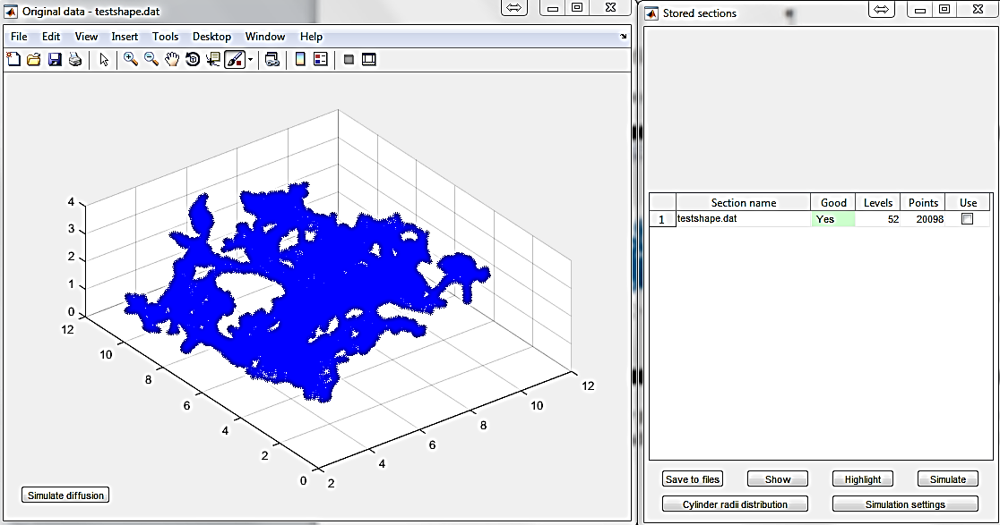 Original data - testshape.dat
File Edit View Insert Tools Desktop Window Help
4
3
2
1
0
12
10
8
6
4
2
0
2
4
6
8
10
12
Simulate diffusion
Stored sections
Section name Good Levels Points Use
1 testshape.dat Yes 52 20098
Save to files Show Highlight Simulate
Cylinder radii distribution Simulation settings